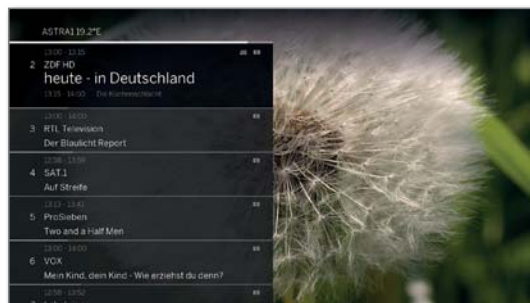 ASTRA1 19.2°E
13:00 - 13:15
2 ZDF HD
heute - in Deutschland
13:15 - 14:00 Die Küchenschlacht
13:00 - 14:00
3 RTL Television
Der Blaulicht Report
12:58 - 13:59
4 SAT.1
Auf Streife
13:13 - 13:41
5 ProSieben
Two and a Half Men
13:00 - 14:00
6 VOX
Mein Kind, dein Kind - Wie erziehst du denn?
12:58 - 13:52